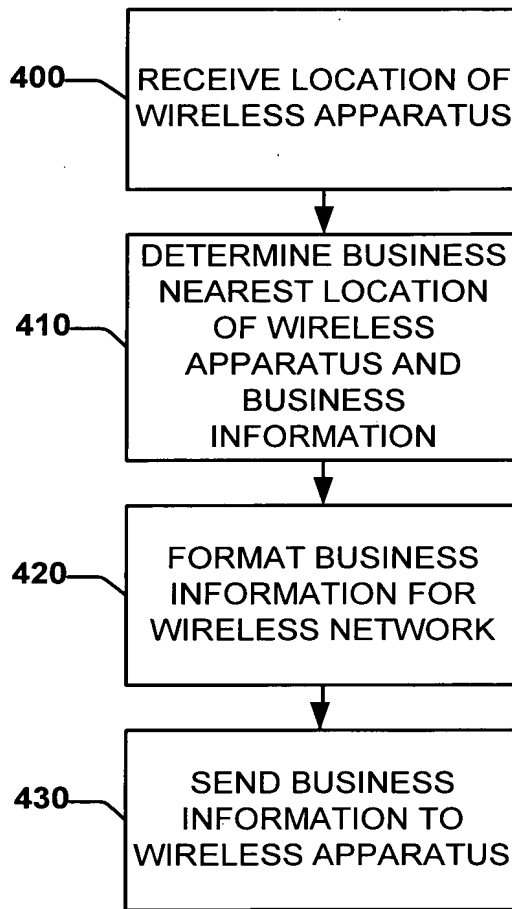 400
RECEIVE LOCATION OF
WIRELESS APPARATUS
410
DETERMINE BUSINESS
NEAREST LOCATION
OF WIRELESS
APPARATUS AND
BUSINESS
INFORMATION
420
FORMAT BUSINESS
INFORMATION FOR
WIRELESS NETWORK
430
SEND BUSINESS
INFORMATION TO
WIRELESS APPARATUS